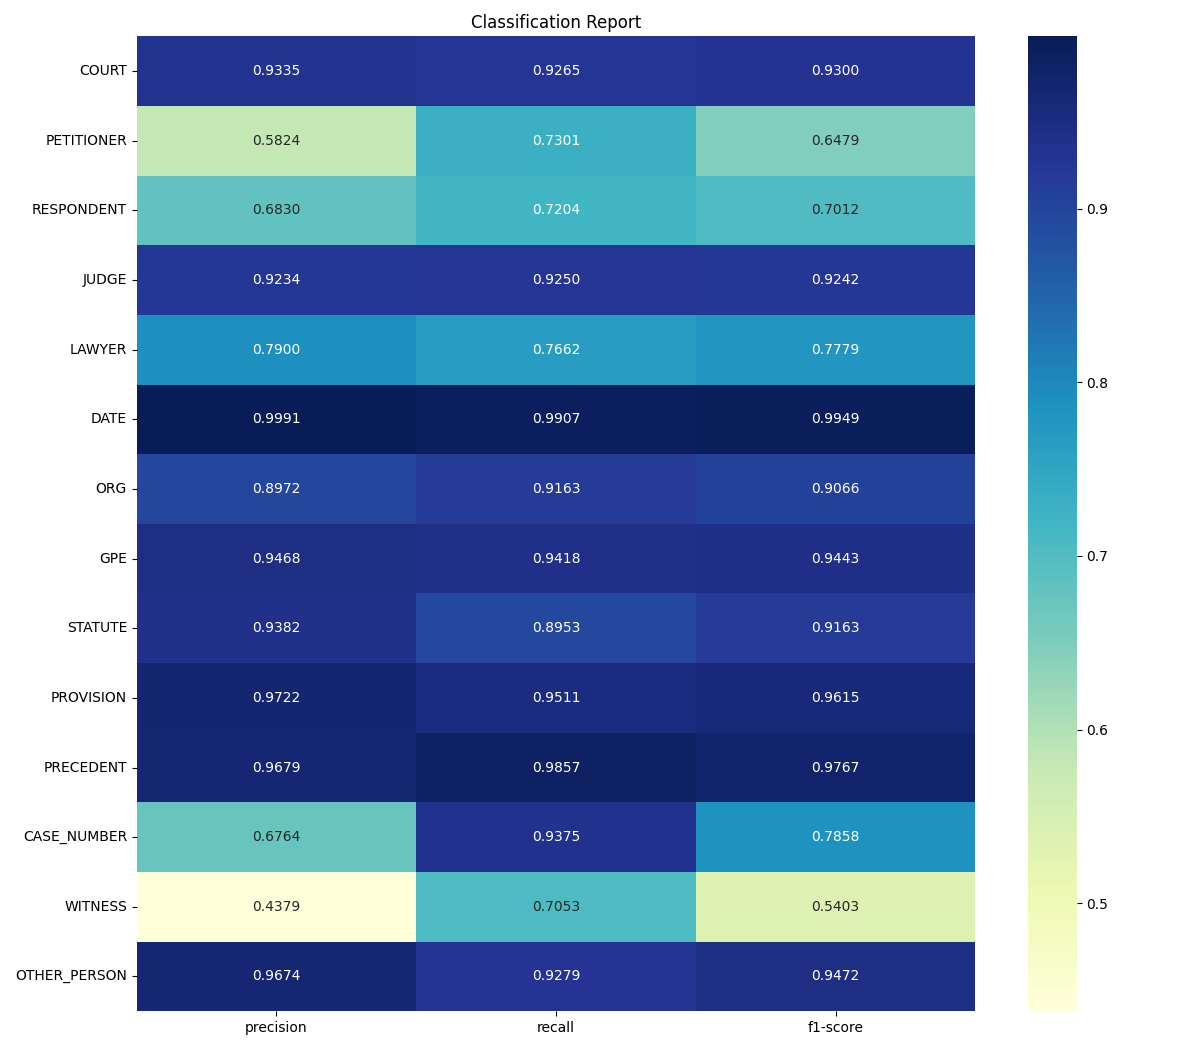 Classification Report
COURT 0.9335 0.9265 0.9300
PETITIONER 0.5824 0.7301 0.6479
RESPONDENT 0.6830 0.7204 0.7012
JUDGE 0.9234 0.9250 0.9242
LAWYER 0.7900 0.7662 0.7779
DATE 0.9991 0.9907 0.9949
ORG 0.8972 0.9163 0.9066
GPE 0.9468 0.9418 0.9443
STATUTE 0.9382 0.8953 0.9163
PROVISION 0.9722 0.9511 0.9615
PRECEDENT 0.9679 0.9857 0.9767
CASE_NUMBER 0.6764 0.9375 0.7858
WITNESS 0.4379 0.7053 0.5403
OTHER_PERSON 0.9674 0.9279 0.9472
precision recall f1-score
0.9
0.8
0.7
0.6
0.5